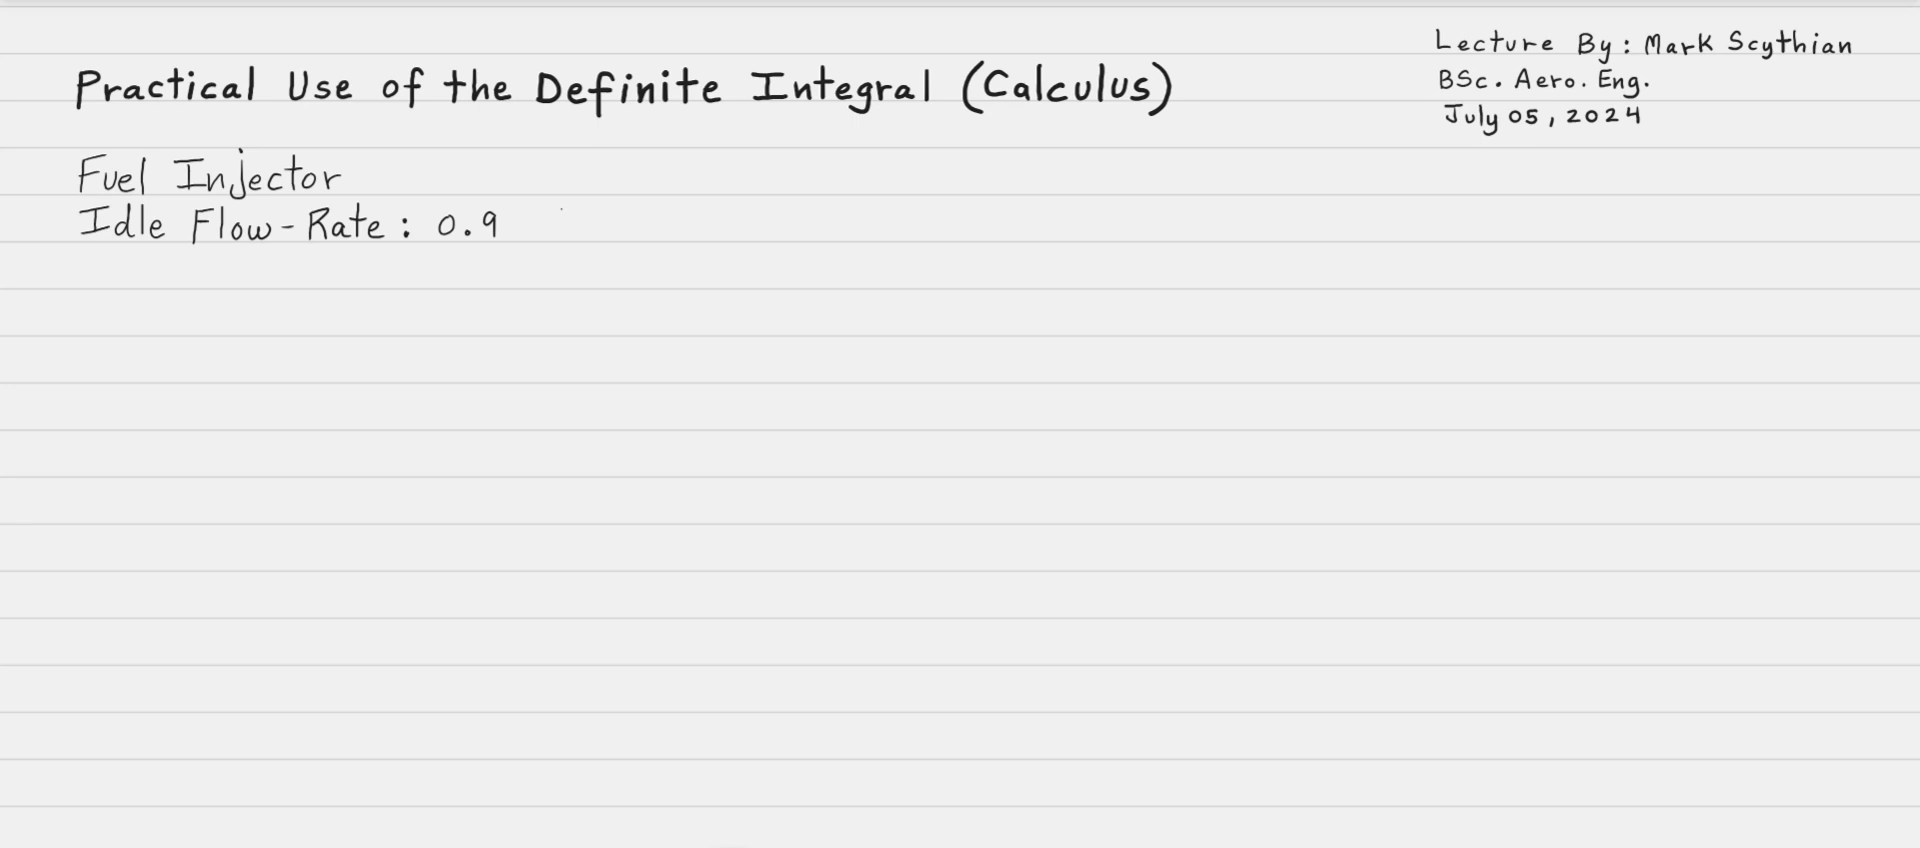 Lecture By: Mark Scythian
BSc. Aero. Eng.
July 05, 2024
Practical Use of the Definite Integral (Calculus)
Fuel Injector
Idle Flow-Rate: 0.9